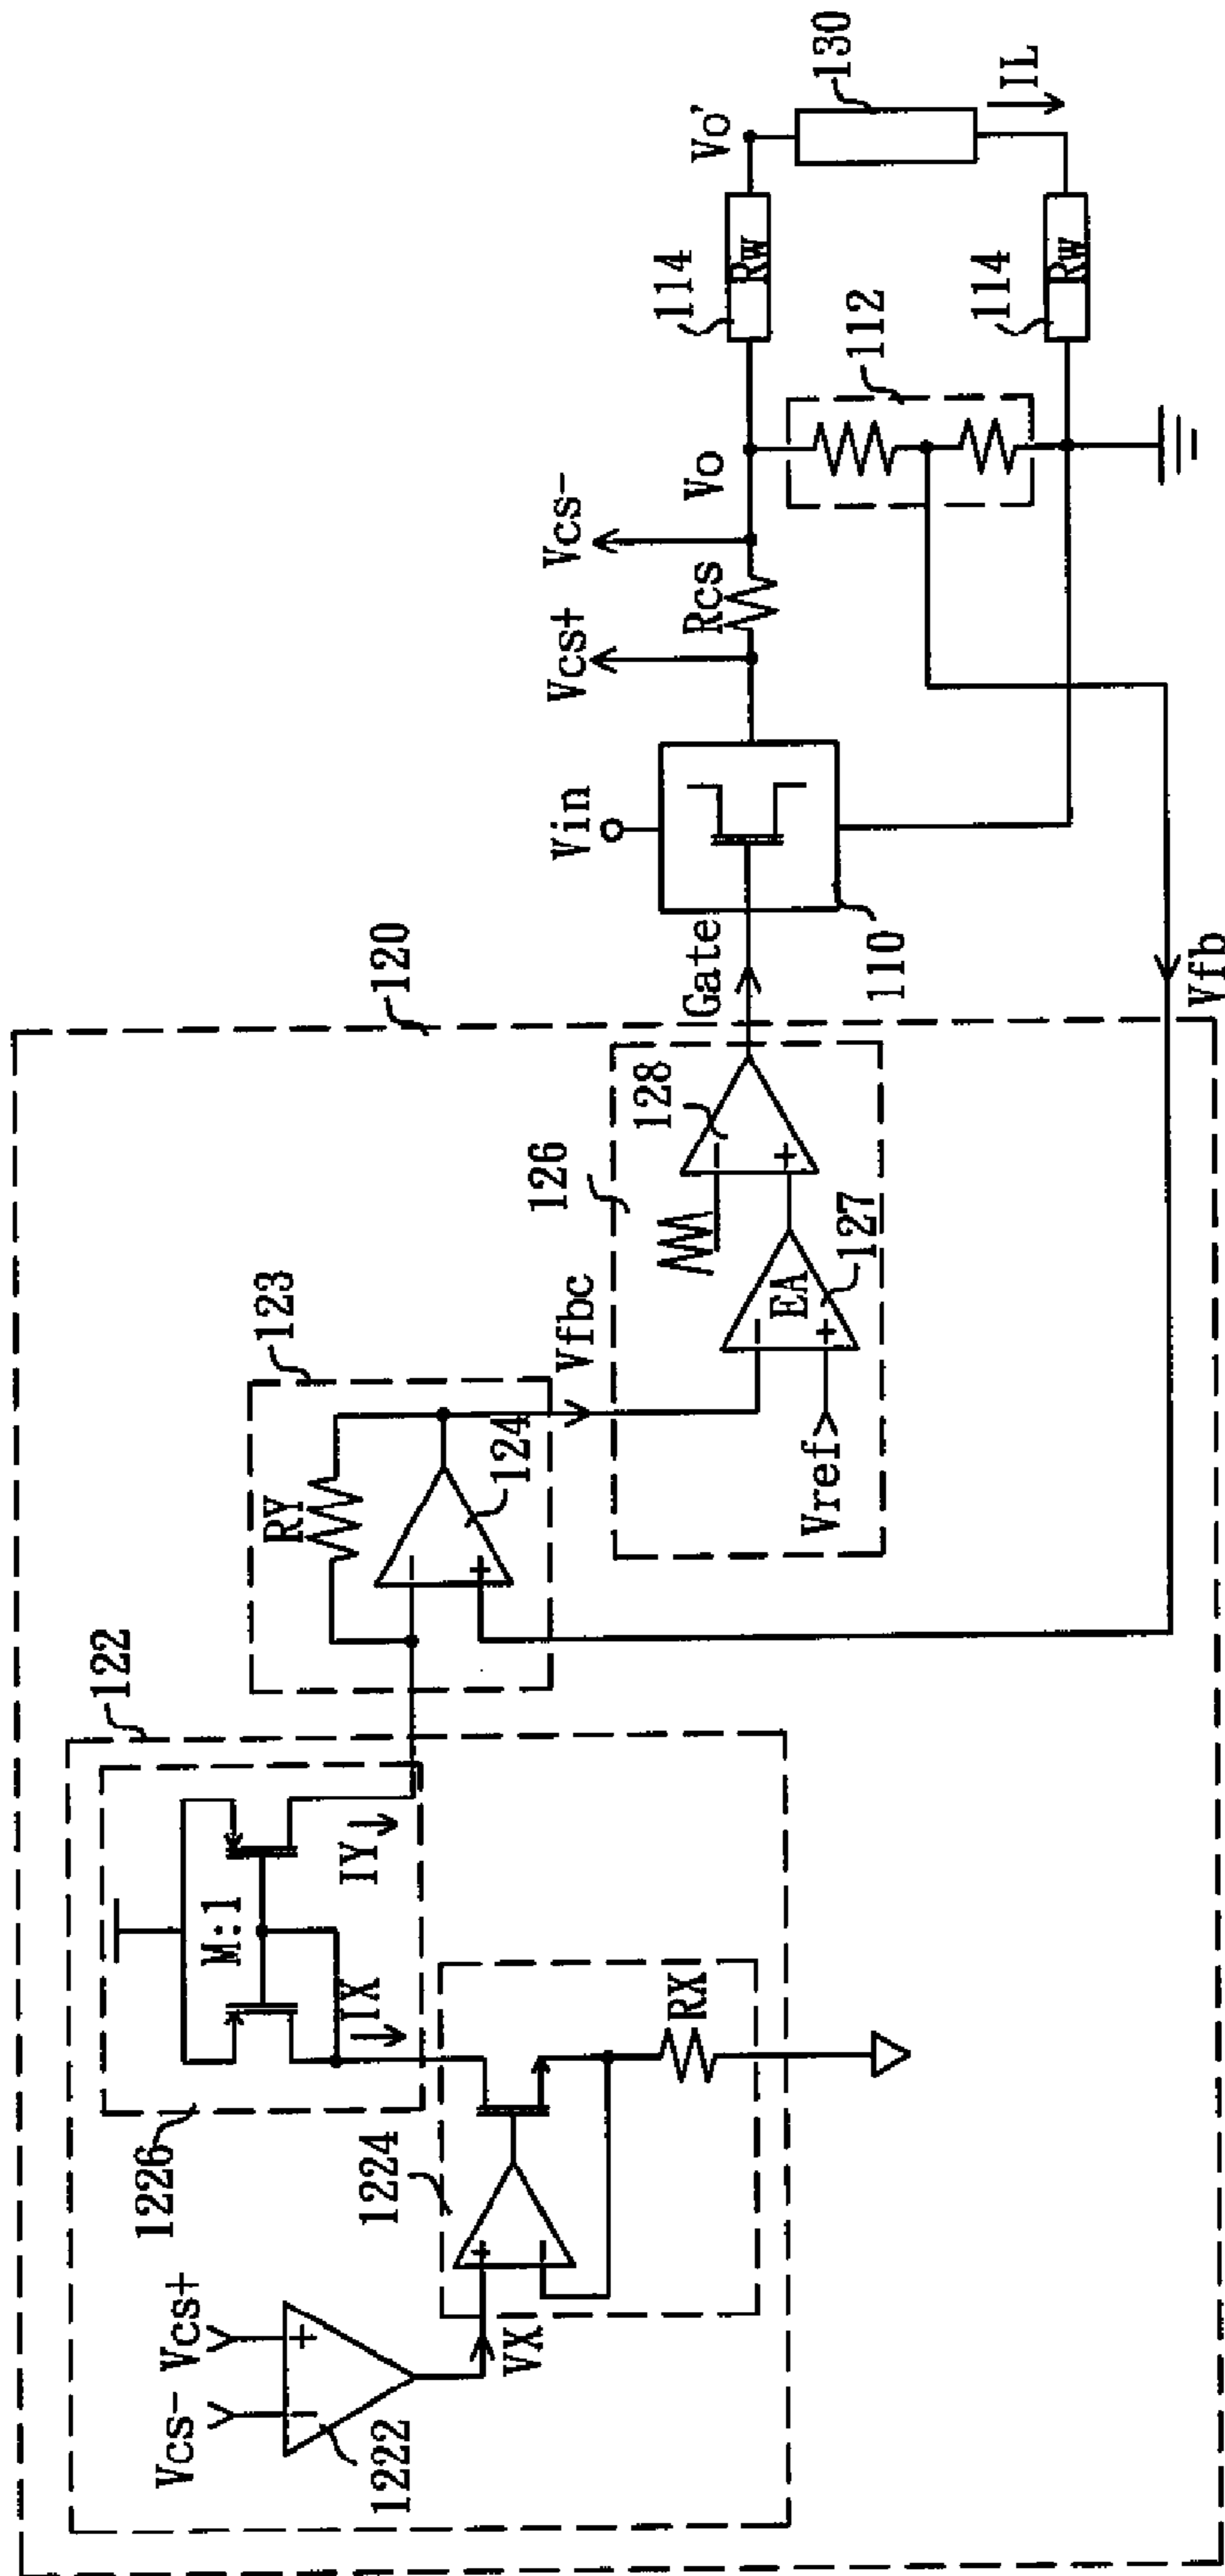 120
122
1226
M:1
IX
IY
Vcs-
Vcs+
1222
VX
1224
RX
123
RY
124
Vfbc
126
128
EA
127
Vref
Gate
Vin
110
Vcs+
Vcs-
Rcs
Vo
112
114
Rw
Vo'
130
IL
114
Rw
Vfb